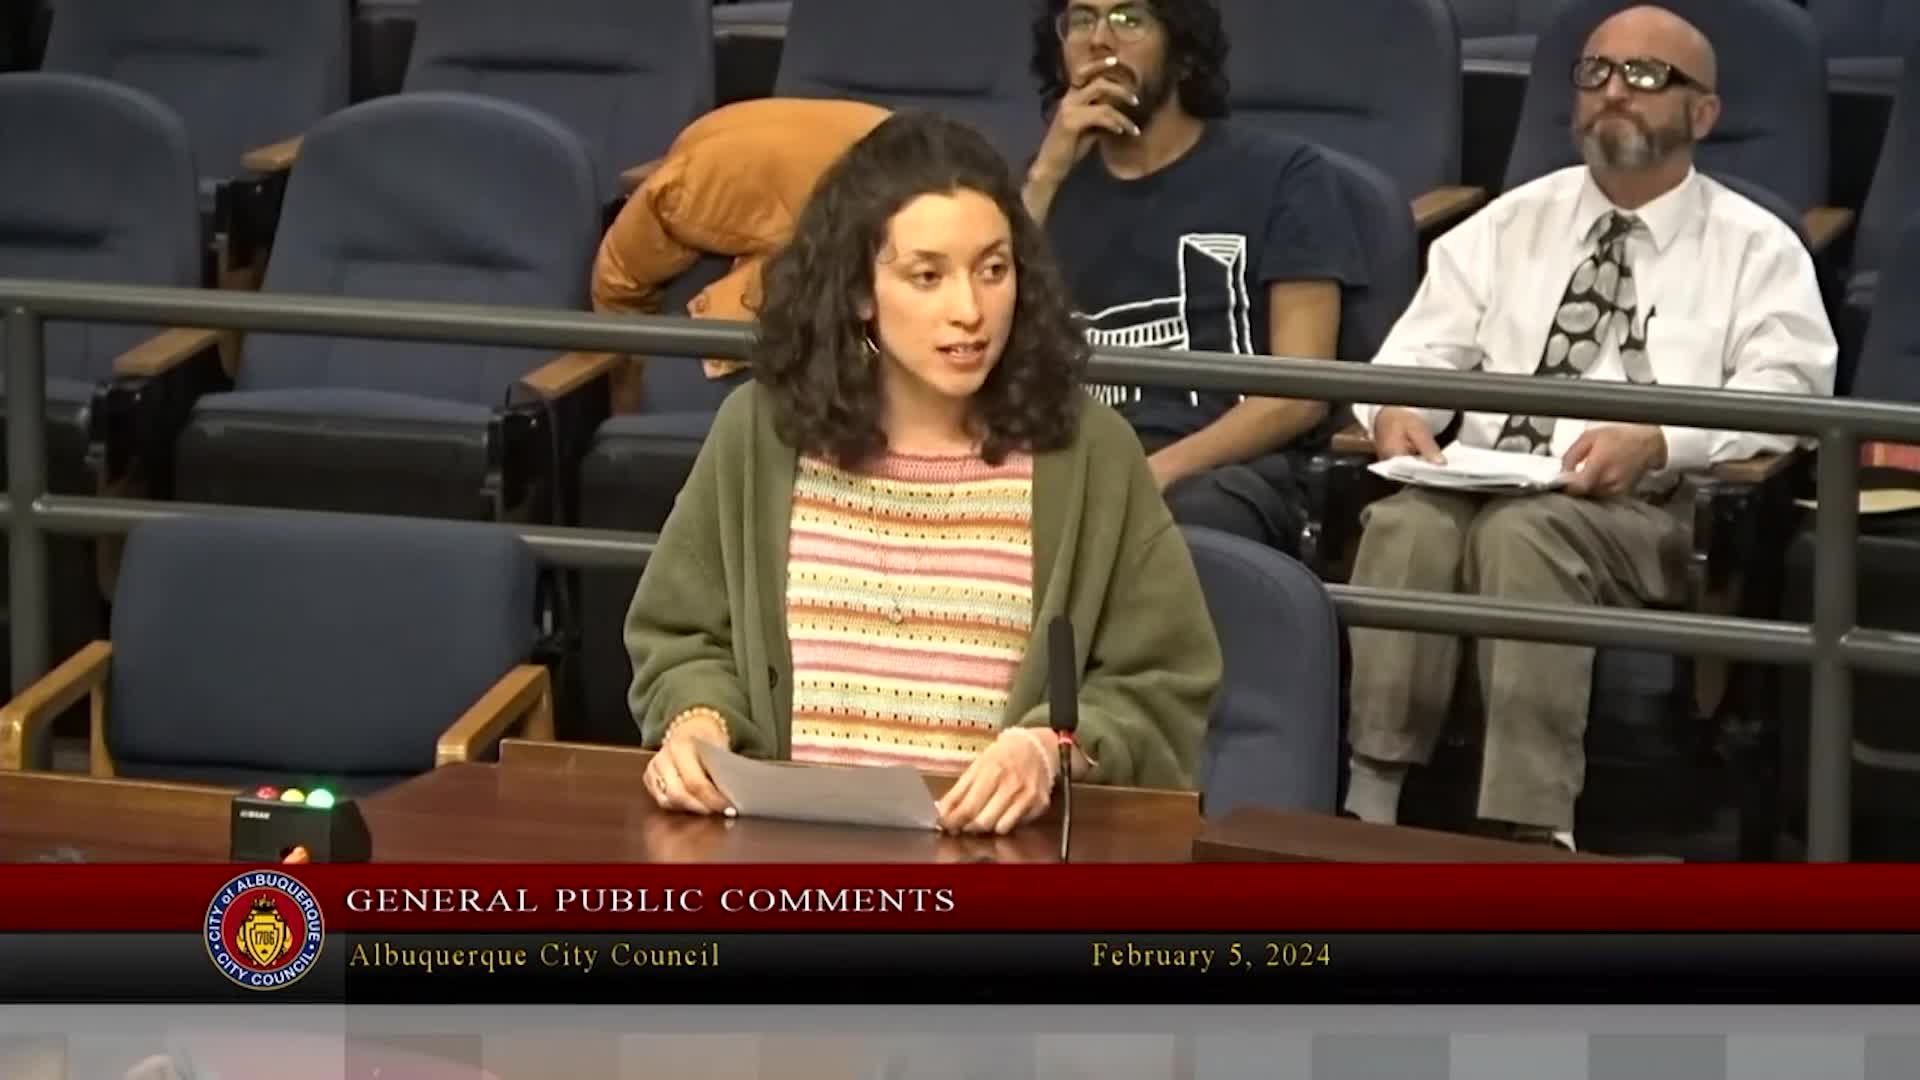 GENERAL PUBLIC COMMENTS
Albuquerque City Council
February 5, 2024
CITY of ALBUQUERQUE
1706
CITY COUNCIL